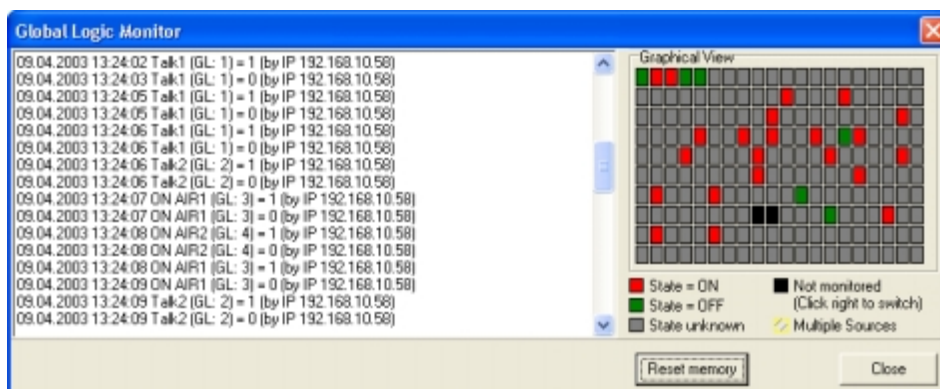 Global Logic Monitor
09.04.2003 13:24:02 Talk1 (GL: 1) = 1 (by IP 192.168.10.58)
09.04.2003 13:24:03 Talk1 (GL: 1) = 0 (by IP 192.168.10.58)
09.04.2003 13:24:05 Talk1 (GL: 1) = 1 (by IP 192.168.10.58)
09.04.2003 13:24:05 Talk1 (GL: 1) = 0 (by IP 192.168.10.58)
09.04.2003 13:24:06 Talk1 (GL: 1) = 1 (by IP 192.168.10.58)
09.04.2003 13:24:06 Talk1 (GL: 1) = 0 (by IP 192.168.10.58)
09.04.2003 13:24:06 Talk2 (GL: 2) = 1 (by IP 192.168.10.58)
09.04.2003 13:24:06 Talk2 (GL: 2) = 0 (by IP 192.168.10.58)
09.04.2003 13:24:07 ON AIR1 (GL: 3) = 1 (by IP 192.168.10.58)
09.04.2003 13:24:07 ON AIR1 (GL: 3) = 0 (by IP 192.168.10.58)
09.04.2003 13:24:08 ON AIR2 (GL: 4) = 1 (by IP 192.168.10.58)
09.04.2003 13:24:08 ON AIR2 (GL: 4) = 0 (by IP 192.168.10.58)
09.04.2003 13:24:08 ON AIR1 (GL: 3) = 1 (by IP 192.168.10.58)
09.04.2003 13:24:09 ON AIR1 (GL: 3) = 0 (by IP 192.168.10.58)
09.04.2003 13:24:09 Talk2 (GL: 2) = 1 (by IP 192.168.10.58)
09.04.2003 13:24:09 Talk2 (GL: 2) = 0 (by IP 192.168.10.58)
Graphical View
State = ON
State = OFF
State unknown
Not monitored
(Click right to switch)
Multiple Sources
Reset memory
Close